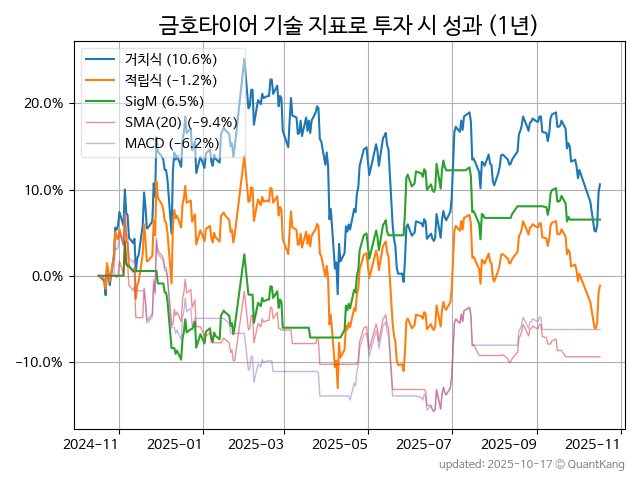 금호타이어 기술 지표로 투자 시 성과 (1년)
거치식 (10.6%)
적립식 (−1.2%)
SigM (6.5%)
SMA(20) (−9.4%)
MACD (−6.2%)
20.0%
10.0%
0.0%
−10.0%
2024-11 2025-01 2025-03 2025-05 2025-07 2025-09 2025-11
updated: 2025-10-17 © QuantKang